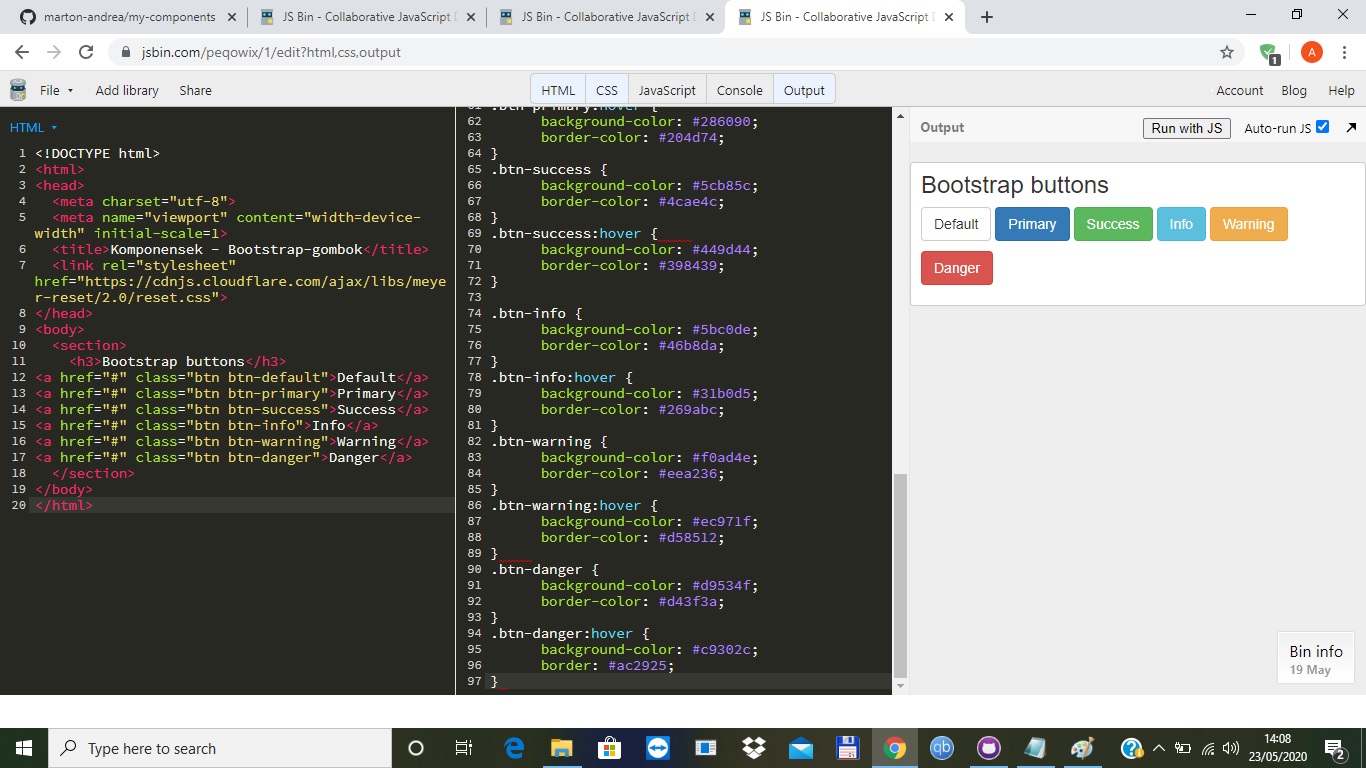 marton-andrea/my-components
JS Bin - Collaborative JavaScript
JS Bin - Collaborative JavaScript
JS Bin - Collaborative JavaScript
jsbin.com/peqowix/1/edit?html,css,output
1
A
File
Add library
Share
HTML
CSS
JavaScript
Console
Output
Account
Blog
Help
HTML
1 <!DOCTYPE html>
2 <html>
3 <head>
4 <meta charset="utf-8">
5 <meta name="viewport" content="width=device-
width" initial-scale=1>
6 <title>Komponensek - Bootstrap-gombok</title>
7 <link rel="stylesheet"
href="https://cdnjs.cloudflare.com/ajax/libs/meye
r-reset/2.0/reset.css">
8 </head>
9 <body>
10 <section>
11 <h3>Bootstrap buttons</h3>
12 <a href="#" class="btn btn-default">Default</a>
13 <a href="#" class="btn btn-primary">Primary</a>
14 <a href="#" class="btn btn-success">Success</a>
15 <a href="#" class="btn btn-info">Info</a>
16 <a href="#" class="btn btn-warning">Warning</a>
17 <a href="#" class="btn btn-danger">Danger</a>
18 </section>
19 </body>
20 </html>
61 .btn-primary:hover {
62 background-color: #286090;
63 border-color: #204d74;
64 }
65 .btn-success {
66 background-color: #5cb85c;
67 border-color: #4cae4c;
68 }
69 .btn-success:hover {
70 background-color: #449d44;
71 border-color: #398439;
72 }
73
74 .btn-info {
75 background-color: #5bc0de;
76 border-color: #46b8da;
77 }
78 .btn-info:hover {
79 background-color: #31b0d5;
80 border-color: #269abc;
81 }
82 .btn-warning {
83 background-color: #f0ad4e;
84 border-color: #eea236;
85 }
86 .btn-warning:hover {
87 background-color: #ec971f;
88 border-color: #d58512;
89 }
90 .btn-danger {
91 background-color: #d9534f;
92 border-color: #d43f3a;
93 }
94 .btn-danger:hover {
95 background-color: #c9302c;
96 border: #ac2925;
97 }
Output
Run with JS
Auto-run JS
Bootstrap buttons
Default
Primary
Success
Info
Warning
Danger
Bin info
19 May
Type here to search
31
qb
14:08
23/05/2020
2